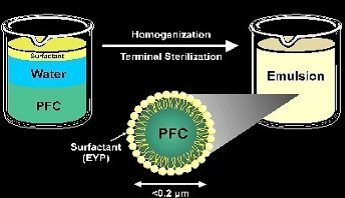 Homogenization
Terminal Sterilization
Surfactant
Water
PFC
Emulsion
PFC
Surfactant
(EYP)
<0.2 µm